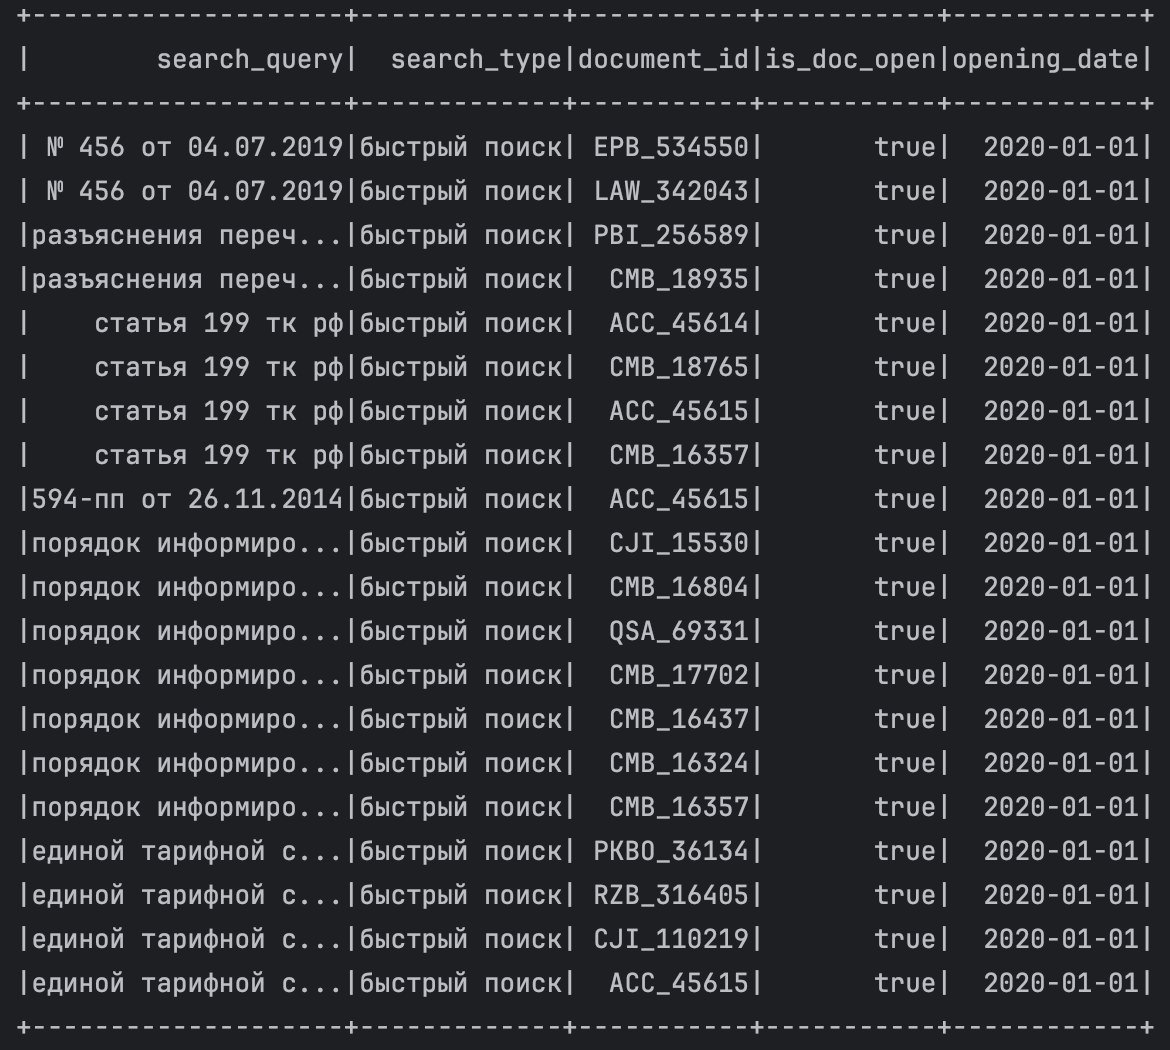 +--------------------+-------------+-----------+-----------+------------+
|        search_query|  search_type|document_id|is_doc_open|opening_date|
+--------------------+-------------+-----------+-----------+------------+
| № 456 от 04.07.2019|быстрый поиск| EPB_534550|       true|  2020-01-01|
| № 456 от 04.07.2019|быстрый поиск| LAW_342043|       true|  2020-01-01|
|разъяснения переч...|быстрый поиск| PBI_256589|       true|  2020-01-01|
|разъяснения переч...|быстрый поиск|  CMB_18935|       true|  2020-01-01|
|    статья 199 тк рф|быстрый поиск|  ACC_45614|       true|  2020-01-01|
|    статья 199 тк рф|быстрый поиск|  CMB_18765|       true|  2020-01-01|
|    статья 199 тк рф|быстрый поиск|  ACC_45615|       true|  2020-01-01|
|    статья 199 тк рф|быстрый поиск|  CMB_16357|       true|  2020-01-01|
|594-пп от 26.11.2014|быстрый поиск|  ACC_45615|       true|  2020-01-01|
|порядок информиро...|быстрый поиск|  CJI_15530|       true|  2020-01-01|
|порядок информиро...|быстрый поиск|  CMB_16804|       true|  2020-01-01|
|порядок информиро...|быстрый поиск|  QSA_69331|       true|  2020-01-01|
|порядок информиро...|быстрый поиск|  CMB_17702|       true|  2020-01-01|
|порядок информиро...|быстрый поиск|  CMB_16437|       true|  2020-01-01|
|порядок информиро...|быстрый поиск|  CMB_16324|       true|  2020-01-01|
|порядок информиро...|быстрый поиск|  CMB_16357|       true|  2020-01-01|
|единой тарифной с...|быстрый поиск| PKBO_36134|       true|  2020-01-01|
|единой тарифной с...|быстрый поиск| RZB_316405|       true|  2020-01-01|
|единой тарифной с...|быстрый поиск| CJI_110219|       true|  2020-01-01|
|единой тарифной с...|быстрый поиск|  ACC_45615|       true|  2020-01-01|
+--------------------+-------------+-----------+-----------+------------+